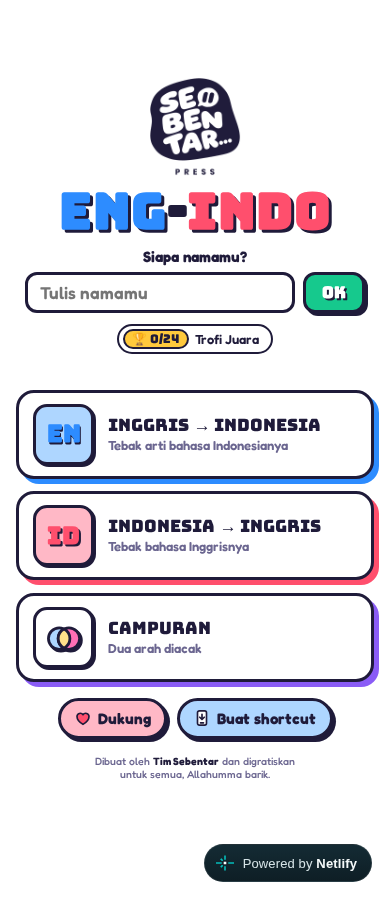 SE
BEN
TAR...
PRESS
ENG-INDO
Siapa namamu?
Tulis namamu
OK
🏆 0/24 Trofi Juara
EN
INGGRIS → INDONESIA
Tebak arti bahasa Indonesianya
ID
INDONESIA → INGGRIS
Tebak bahasa Inggrisnya
CAMPURAN
Dua arah diacak
Dukung
Buat shortcut
Dibuat oleh Tim Sebentar dan digratiskan
untuk semua, Allahumma barik.
Powered by Netlify